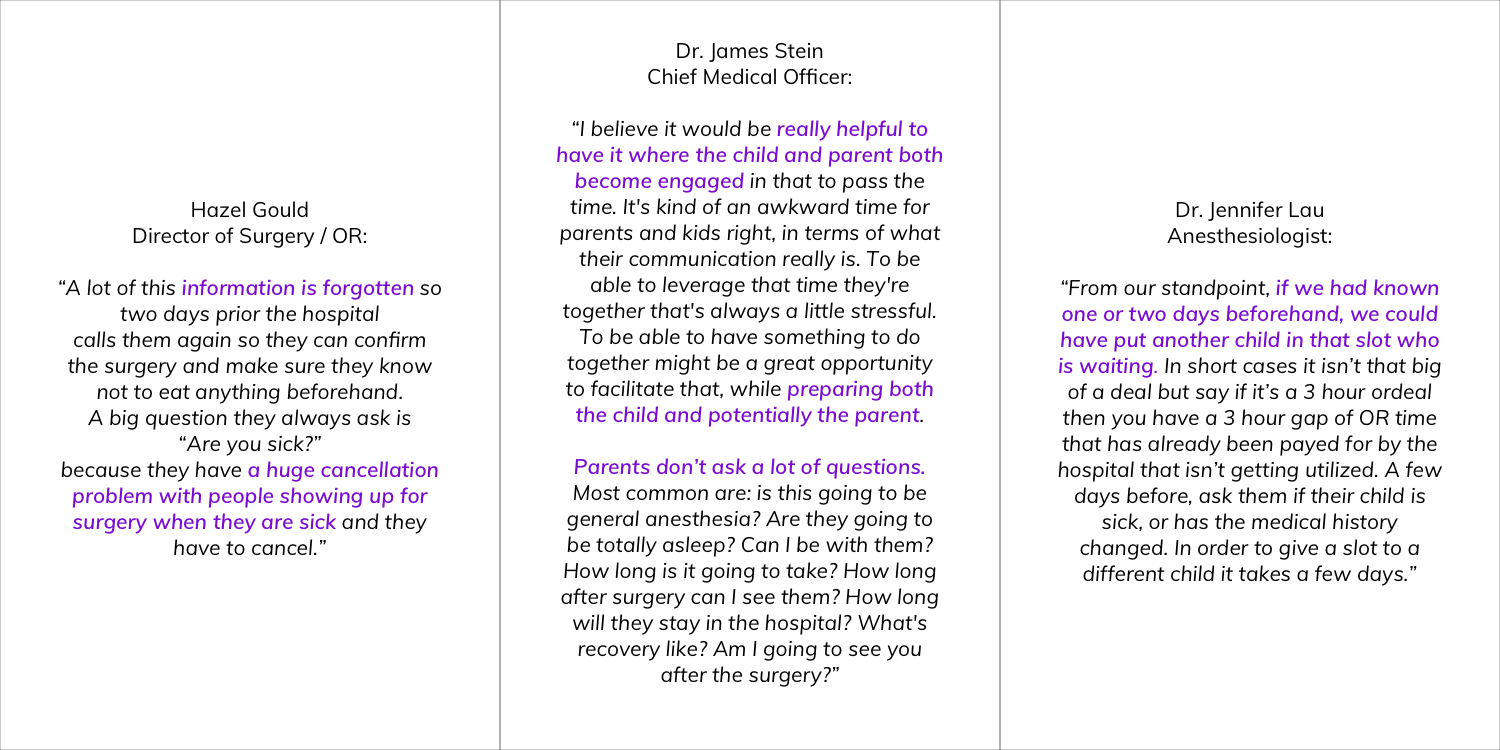 Hazel Gould
Director of Surgery / OR:
“A lot of this information is forgotten so
two days prior the hospital
calls them again so they can confirm
the surgery and make sure they know
not to eat anything beforehand.
A big question they always ask is
“Are you sick?”
because they have a huge cancellation
problem with people showing up for
surgery when they are sick and they
have to cancel.”
Dr. James Stein
Chief Medical Officer:
“I believe it would be really helpful to
have it where the child and parent both
become engaged in that to pass the
time. It's kind of an awkward time for
parents and kids right, in terms of what
their communication really is. To be
able to leverage that time they're
together that's always a little stressful.
To be able to have something to do
together might be a great opportunity
to facilitate that, while preparing both
the child and potentially the parent.
Parents don’t ask a lot of questions.
Most common are: is this going to be
general anesthesia? Are they going to
be totally asleep? Can I be with them?
How long is it going to take? How long
after surgery can I see them? How long
will they stay in the hospital? What's
recovery like? Am I going to see you
after the surgery?”
Dr. Jennifer Lau
Anesthesiologist:
“From our standpoint, if we had known
one or two days beforehand, we could
have put another child in that slot who
is waiting. In short cases it isn’t that big
of a deal but say if it’s a 3 hour ordeal
then you have a 3 hour gap of OR time
that has already been payed for by the
hospital that isn’t getting utilized. A few
days before, ask them if their child is
sick, or has the medical history
changed. In order to give a slot to a
different child it takes a few days.”